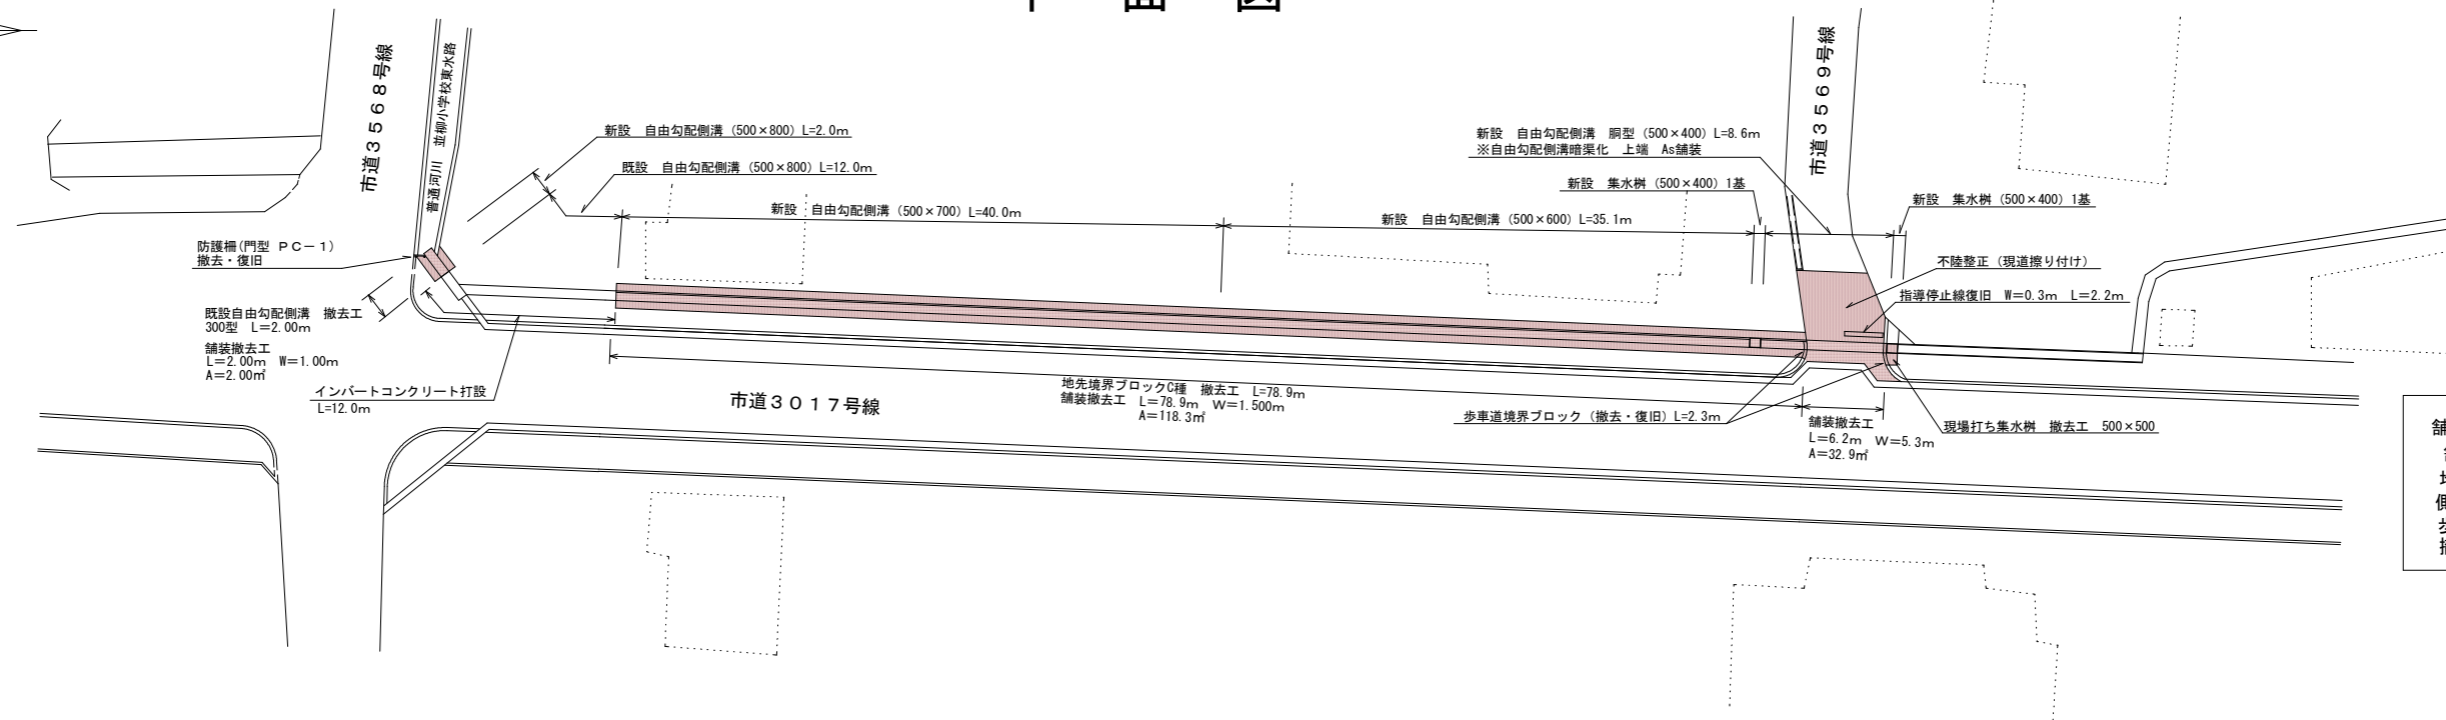 平面図
市道3568号線
普通河川 並柳小学校東水路
新設 自由勾配側溝(500×800)L=2.0m
既設 自由勾配側溝(500×800)L=12.0m
新設 自由勾配側溝(500×700)L=40.0m
新設 自由勾配側溝(500×600)L=35.1m
新設 自由勾配側溝 胴型(500×400)L=8.6m
※自由勾配側溝暗渠化 上端 As舗装
新設 集水桝(500×400)1基
市道3569号線
新設 集水桝(500×400)1基
不陸整正(現道擦り付け)
指導停止線復旧 W=0.3m L=2.2m
防護柵(門型 PC-1)
撤去・復旧
既設自由勾配側溝 撤去工
300型 L=2.00m
舗装撤去工
L=2.00m W=1.00m
A=2.00㎡
インバートコンクリート打設
L=12.0m
市道3017号線
地先境界ブロックC種 撤去工 L=78.9m
舗装撤去工 L=78.9m W=1.500m
A=118.3㎡
歩車道境界ブロック(撤去・復旧)L=2.3m
舗装撤去工
L=6.2m W=5.3m
A=32.9㎡
現場打ち集水桝 撤去工 500×500